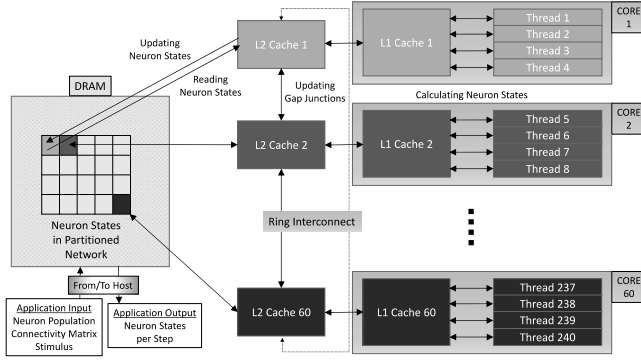 Updating
Neuron States
Reading
Neuron States
DRAM
L2 Cache 1
Updating
Gap Junctions
L2 Cache 2
Ring Interconnect
L2 Cache 60
L1 Cache 1
Thread 1
Thread 2
Thread 3
Thread 4
CORE
1
Calculating Neuron States
L1 Cache 2
Thread 5
Thread 6
Thread 7
Thread 8
CORE
2
L1 Cache 60
Thread 237
Thread 238
Thread 239
Thread 240
CORE
60
Neuron States
in Partitioned
Network
From/To Host
Application Input
Neuron Population
Connectivity Matrix
Stimulus
Application Output
Neuron States
per Step